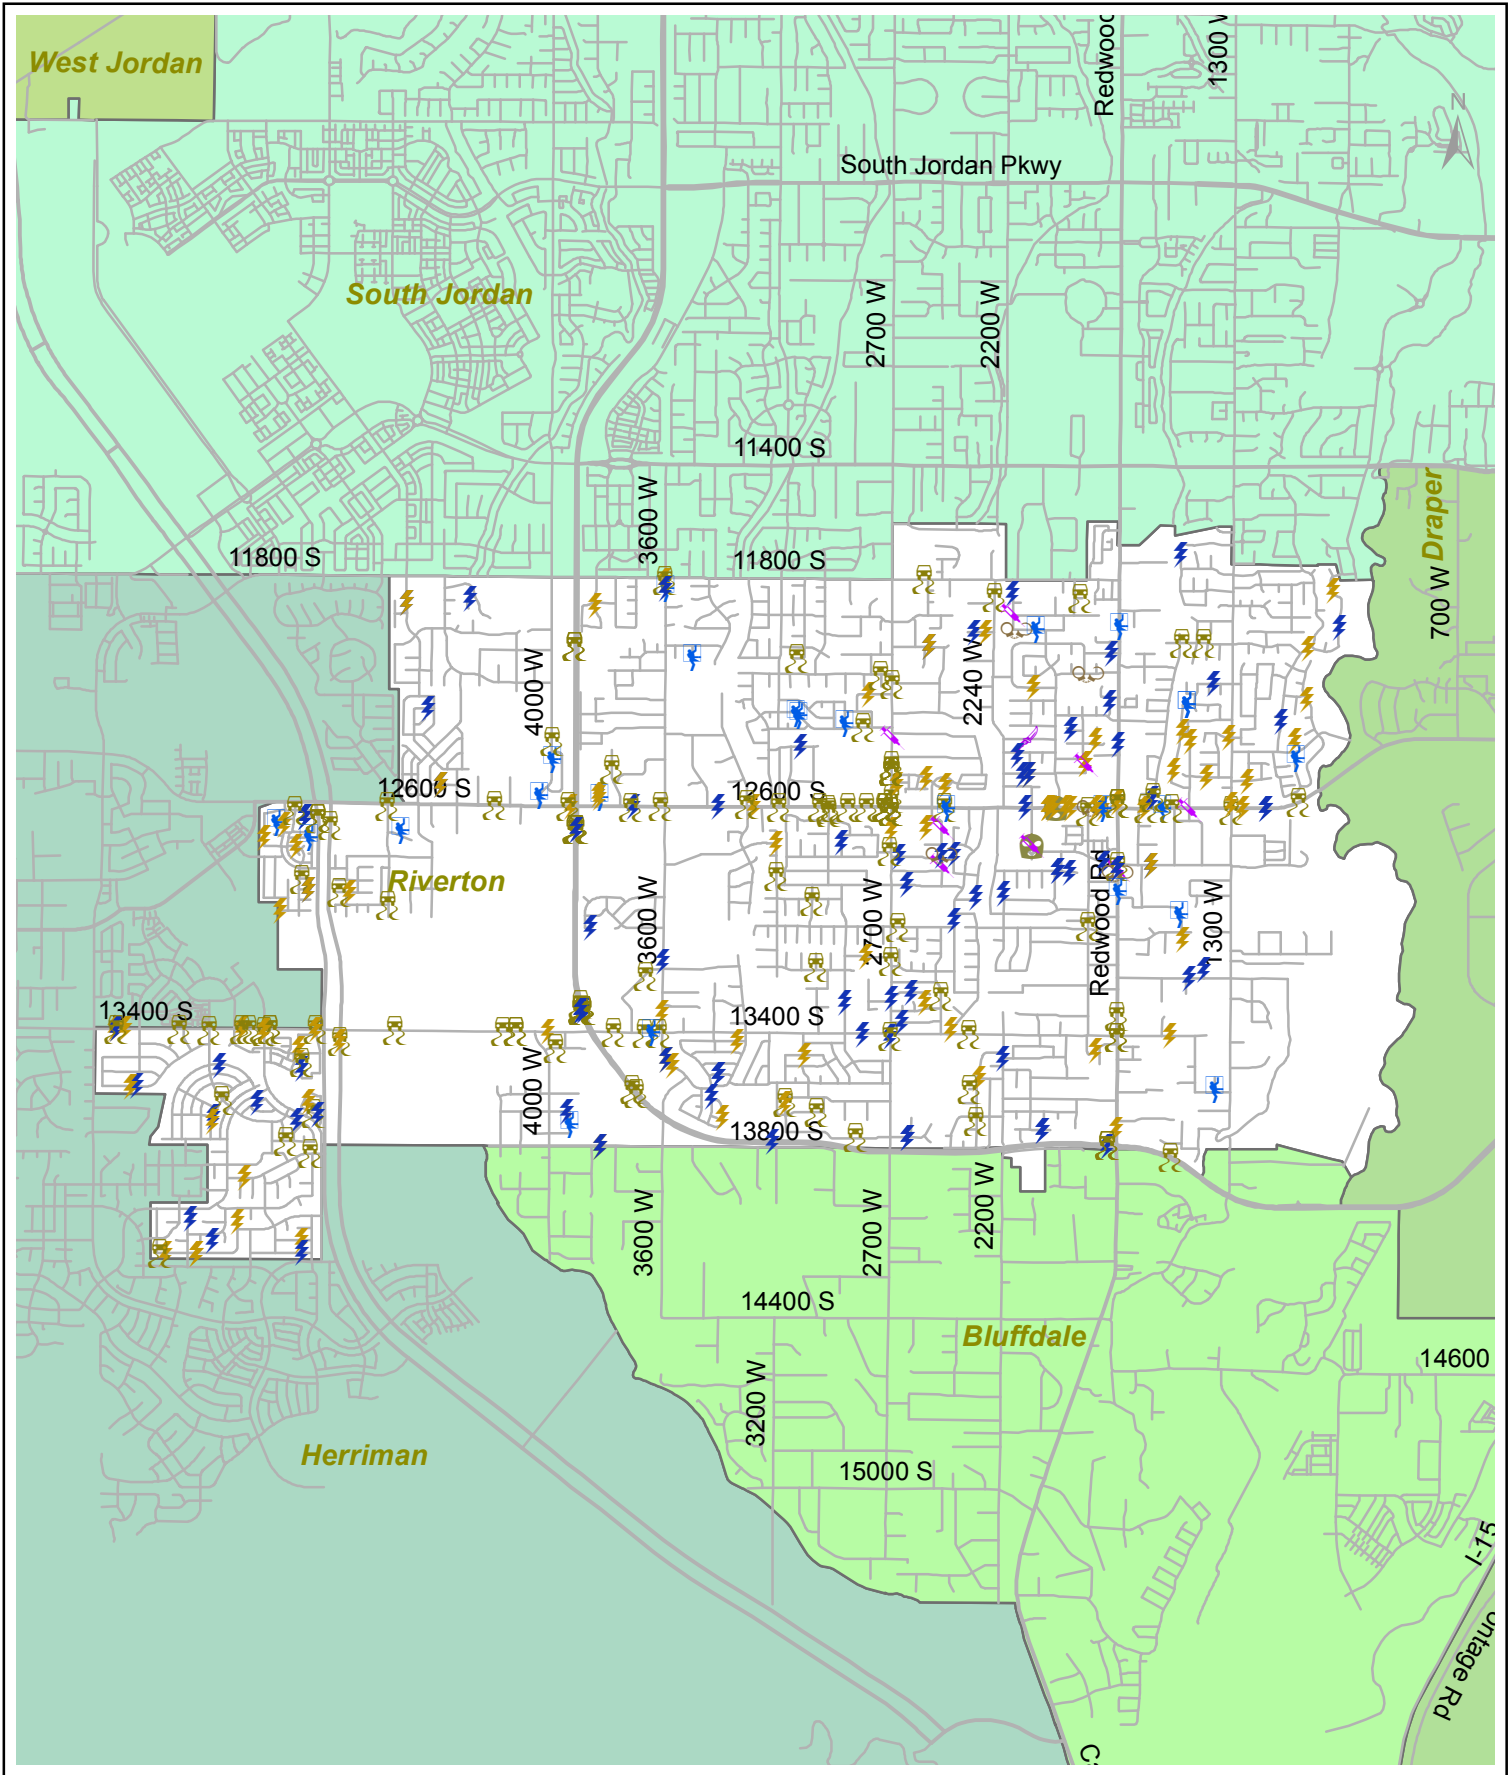 Redwood
1300 W
West Jordan
N
South Jordan Pkwy
South Jordan
2700 W
2200 W
11400 S
3600 W
Draper
700 W
11800 S
11800 S
4000 W
2240 W
12600 S
12600 S
Riverton
3600 W
2700 W
Redwood Rd
1300 W
13400 S
13400 S
4000 W
13800 S
3600 W
2700 W
2200 W
14400 S
Bluffdale
14600
3200 W
Herriman
15000 S
I-15
ontage Rd